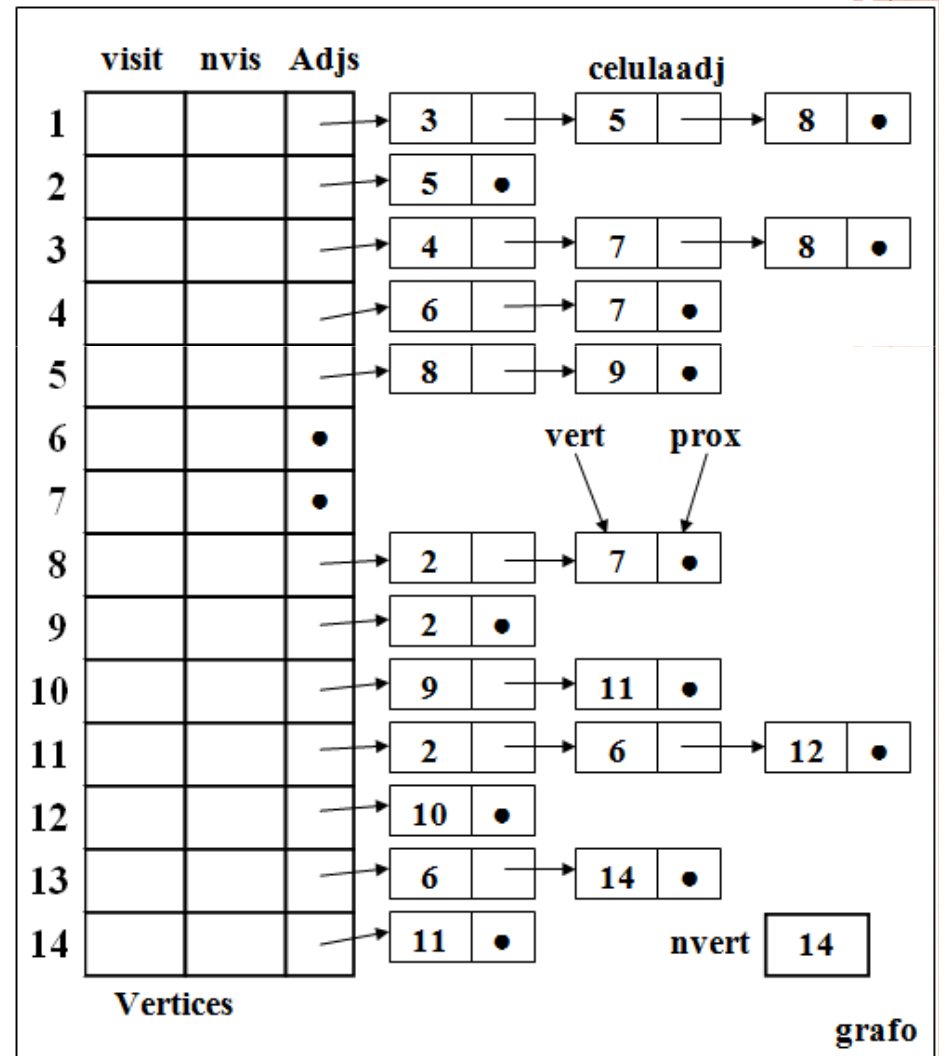 visit nvis Adjs
celulaadj
1 3 5 8
2 5
3 4 7 8
4 6 7
5 8 9
6
vert prox
7
8 2 7
9 2
10 9 11
11 2 6 12
12 10
13 6 14
14 11
nvert 14
Vertices
grafo